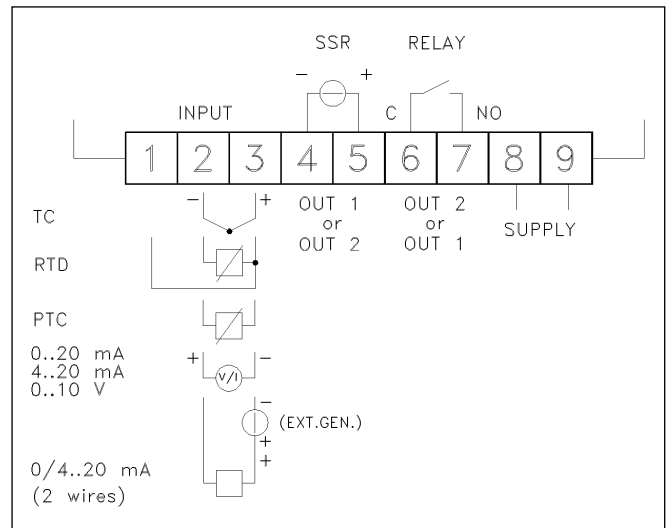 SSR RELAY
- +
INPUT C NO
1 2 3 4 5 6 7 8 9
- +
TC
OUT 1 or OUT 2
OUT 2 or OUT 1
SUPPLY
RTD
PTC
0..20 mA
4..20 mA
0..10 V
+ V/I -
-
(EXT.GEN.)
+
+
0/4..20 mA
(2 wires)